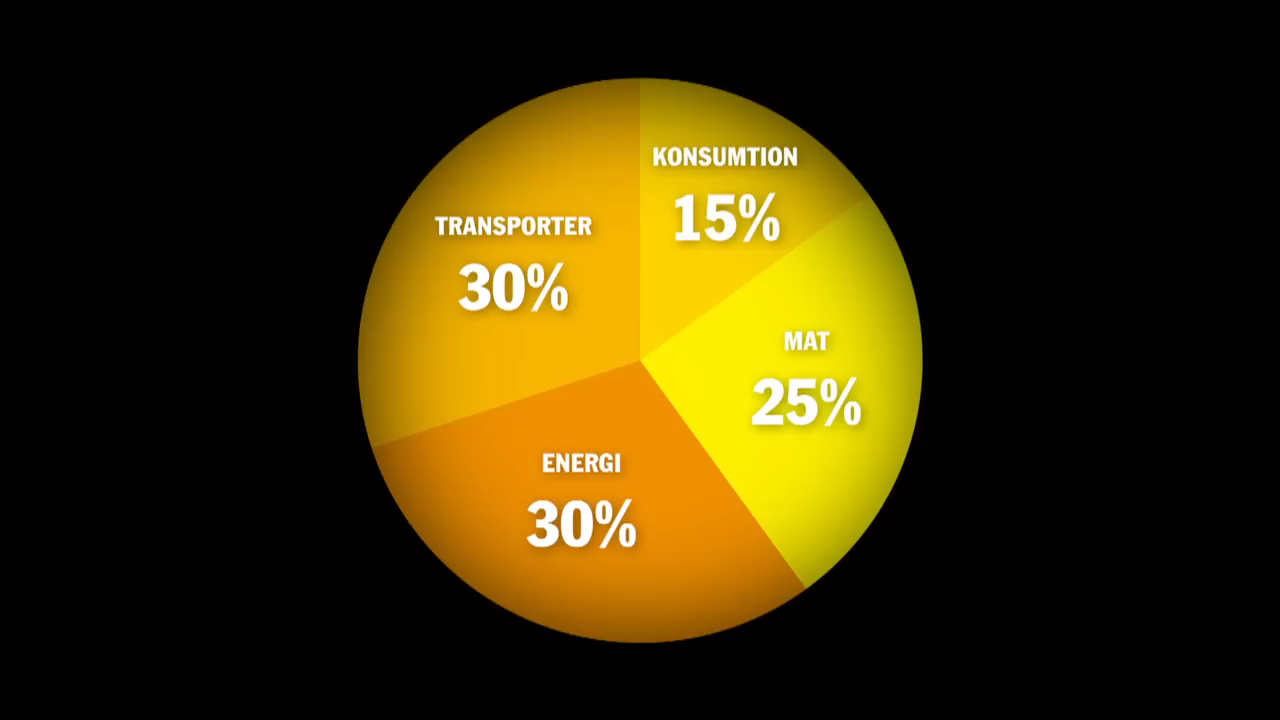 KONSUMTION
15%
TRANSPORTER
30%
MAT
25%
ENERGI
30%